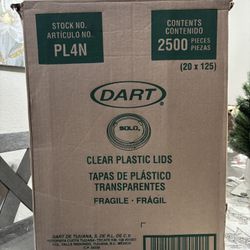 STOCK NO.
ARTÍCULO NO.
PL4N
CONTENTS
CONTENIDO
2500 PIECES
PIEZAS
(20 x 125)
DART
SOLO
CLEAR PLASTIC LIDS
TAPAS DE PLÁSTICO
TRANSPARENTES
FRAGILE · FRÁGIL
DART DE TIJUANA, S. DE R.L. DE C.V.